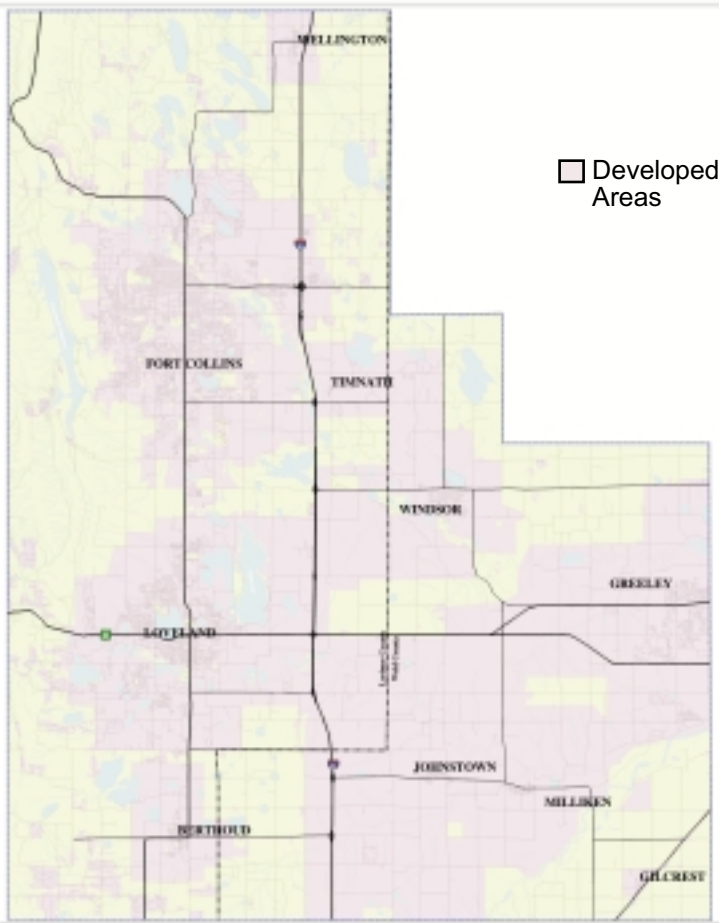 WELLINGTON
Developed
Areas
FORT COLLINS
TIMNATH
WINDSOR
GREELEY
LOVELAND
JOHNSTOWN
MILLIKEN
BERTHOUD
GILCREST